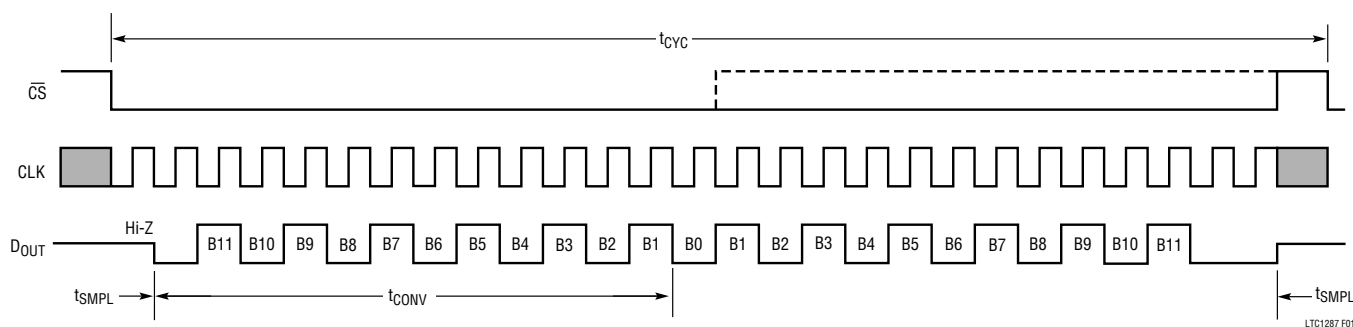 tCYC
CS
CLK
Hi-Z
DOUT
B11 B10 B9 B8 B7 B6 B5 B4 B3 B2 B1 B0 B1 B2 B3 B4 B5 B6 B7 B8 B9 B10 B11
tSMPL
tCONV
tSMPL
LTC1287 F01